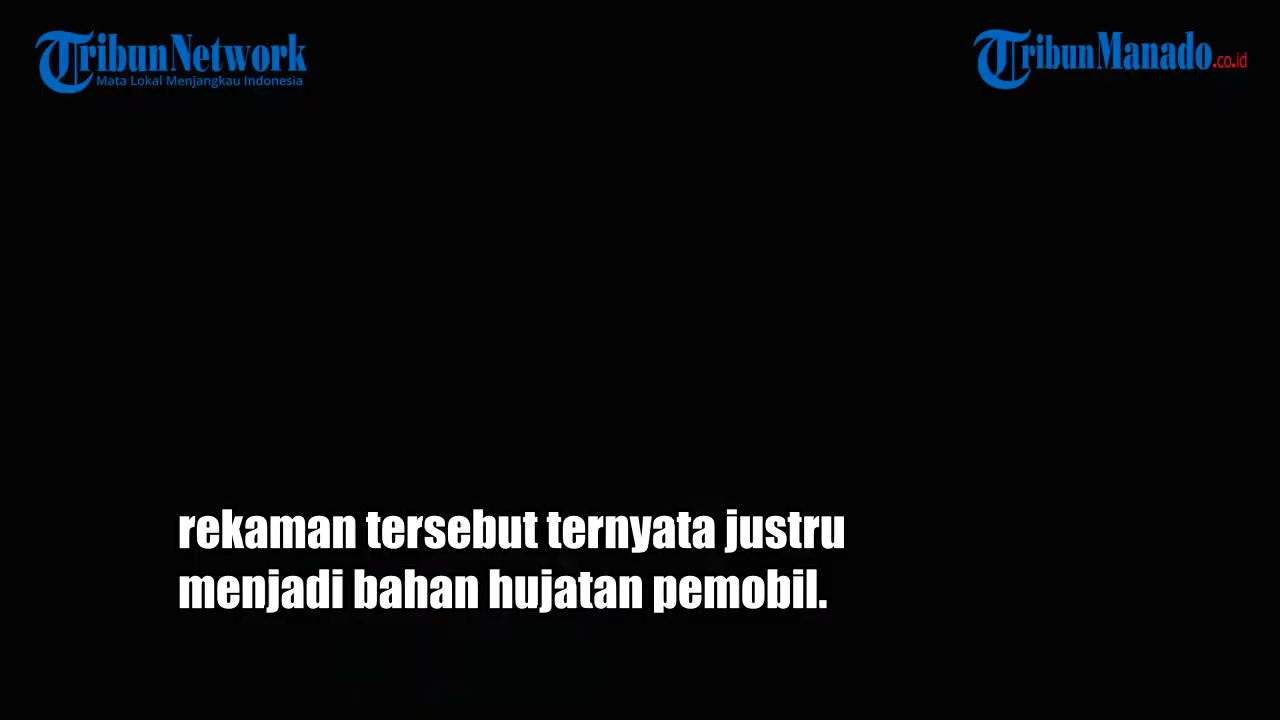 TribunNetwork
Mata Lokal Menjangkau Indonesia
TribunManado.co.id
rekaman tersebut ternyata justru
menjadi bahan hujatan pemobil.